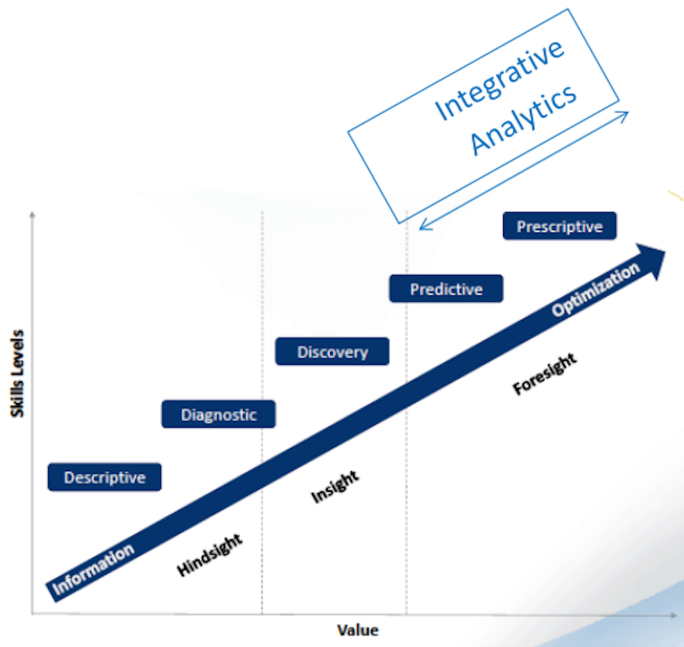 Integrative
Analytics
Prescriptive
Predictive
Optimization
Discovery
Foresight
Skills Levels
Diagnostic
Descriptive
Insight
Hindsight
Information
Value